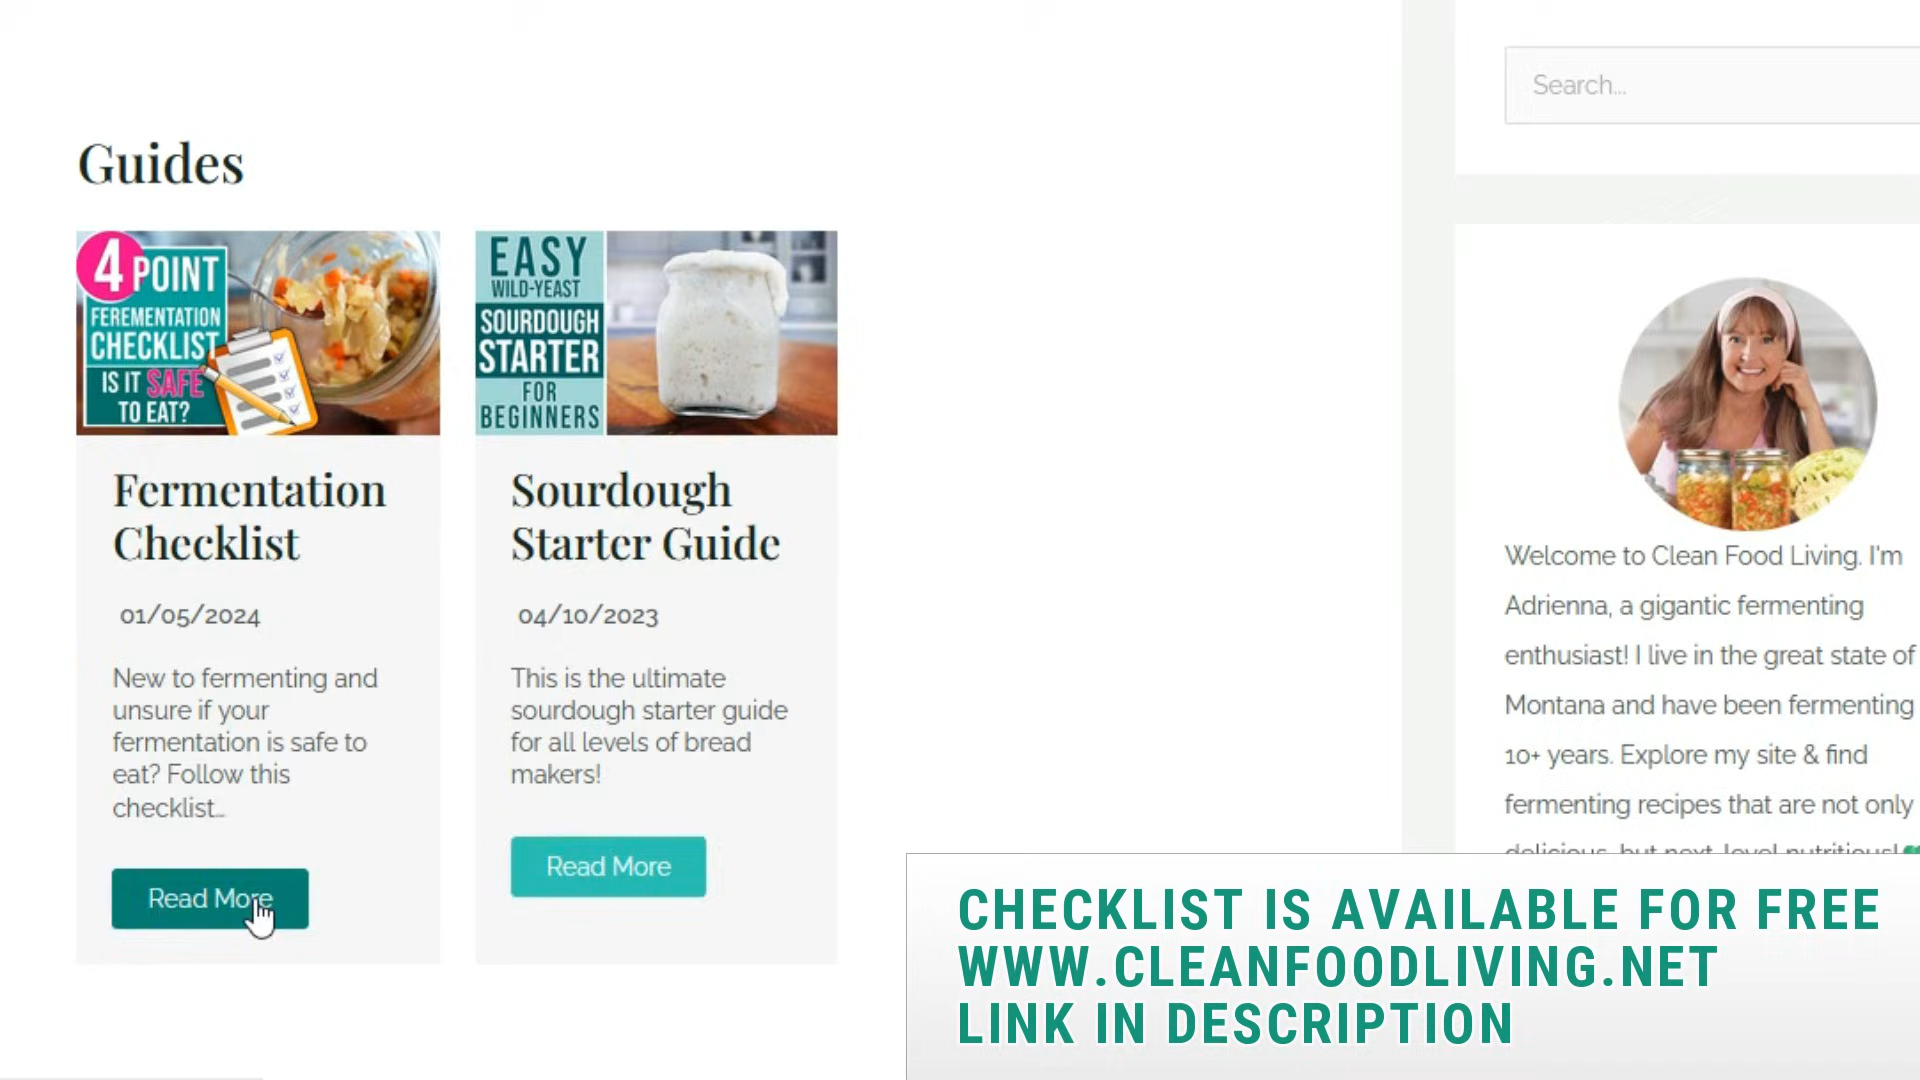 Search...
Guides
4 POINT
FEREMENTATION
CHECKLIST
IS IT SAFE
TO EAT?
EASY
WILD-YEAST
SOURDOUGH
STARTER
FOR
BEGINNERS
Fermentation
Checklist
01/05/2024
New to fermenting and
unsure if your
fermentation is safe to
eat? Follow this
checklist...
Read More
Sourdough
Starter Guide
04/10/2023
This is the ultimate
sourdough starter guide
for all levels of bread
makers!
Read More
Welcome to Clean Food Living. I'm
Adrienna, a gigantic fermenting
enthusiast! I live in the great state of
Montana and have been fermenting
10+ years. Explore my site & find
fermenting recipes that are not only
delicious, but next-level nutritious!
CHECKLIST IS AVAILABLE FOR FREE
WWW.CLEANFOODLIVING.NET
LINK IN DESCRIPTION